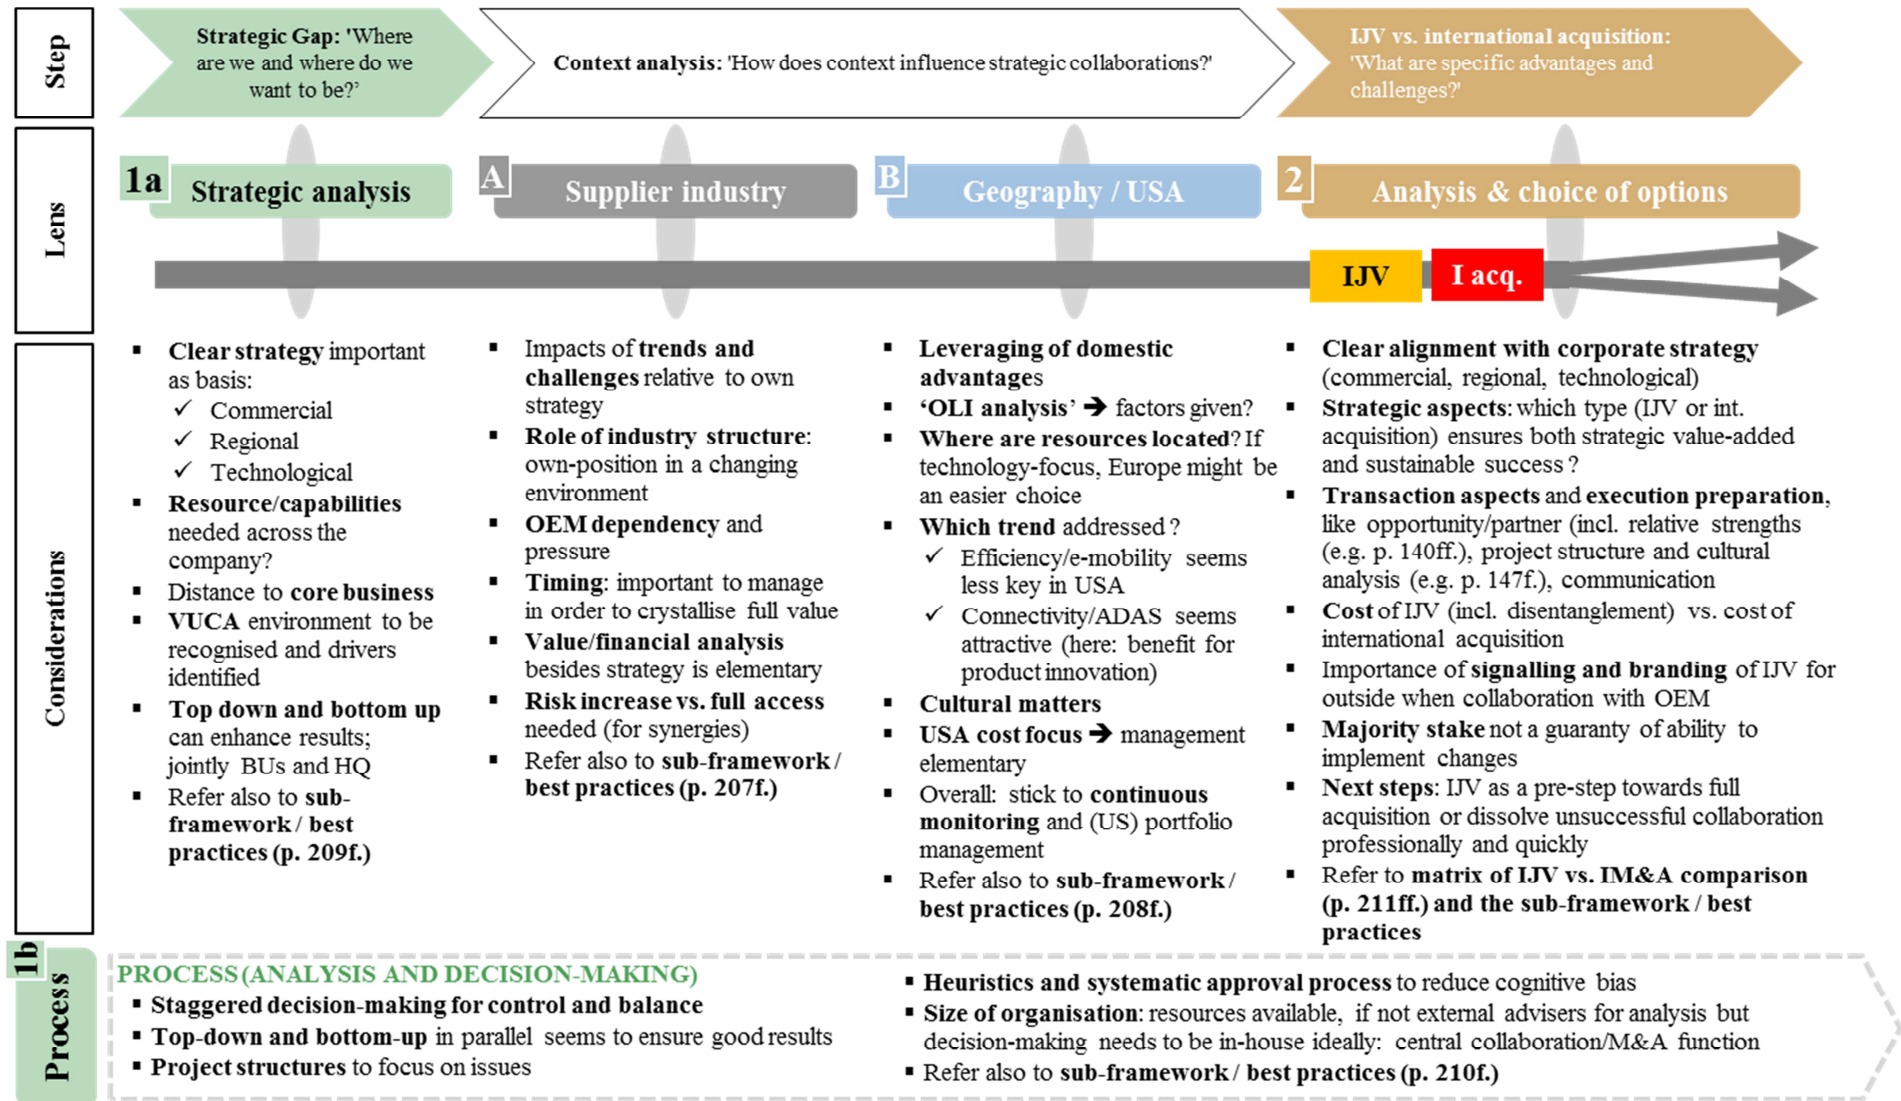 Step
Strategic Gap: 'Where
are we and where do we
want to be?'
Context analysis: 'How does context influence strategic collaborations?'
IJV vs. international acquisition:
'What are specific advantages and
challenges?'
Lens
1a
Strategic analysis
A
Supplier industry
B
Geography / USA
2
Analysis & choice of options
IJV
I acq.
Considerations
▪ Clear strategy important
as basis:
✓ Commercial
✓ Regional
✓ Technological
▪ Resource/capabilities
needed across the
company?
▪ Distance to core business
▪ VUCA environment to be
recognised and drivers
identified
▪ Top down and bottom up
can enhance results;
jointly BUs and HQ
▪ Refer also to sub-
framework / best
practices (p. 209f.)
▪ Impacts of trends and
challenges relative to own
strategy
▪ Role of industry structure:
own-position in a changing
environment
▪ OEM dependency and
pressure
▪ Timing: important to manage
in order to crystallise full value
▪ Value/financial analysis
besides strategy is elementary
▪ Risk increase vs. full access
needed (for synergies)
▪ Refer also to sub-framework /
best practices (p. 207f.)
▪ Leveraging of domestic
advantages
▪ 'OLI analysis' ➔ factors given?
▪ Where are resources located? If
technology-focus, Europe might be
an easier choice
▪ Which trend addressed ?
✓ Efficiency/e-mobility seems
less key in USA
✓ Connectivity/ADAS seems
attractive (here: benefit for
product innovation)
▪ Cultural matters
▪ USA cost focus ➔ management
elementary
▪ Overall: stick to continuous
monitoring and (US) portfolio
management
▪ Refer also to sub-framework /
best practices (p. 208f.)
▪ Clear alignment with corporate strategy
(commercial, regional, technological)
▪ Strategic aspects: which type (IJV or int.
acquisition) ensures both strategic value-added
and sustainable success ?
▪ Transaction aspects and execution preparation,
like opportunity/partner (incl. relative strengths
(e.g. p. 140ff.), project structure and cultural
analysis (e.g. p. 147f.), communication
▪ Cost of IJV (incl. disentanglement) vs. cost of
international acquisition
▪ Importance of signalling and branding of IJV for
outside when collaboration with OEM
▪ Majority stake not a guaranty of ability to
implement changes
▪ Next steps: IJV as a pre-step towards full
acquisition or dissolve unsuccessful collaboration
professionally and quickly
▪ Refer to matrix of IJV vs. IM&A comparison
(p. 211ff.) and the sub-framework / best
practices
1b
Process
PROCESS (ANALYSIS AND DECISION-MAKING)
▪ Staggered decision-making for control and balance
▪ Top-down and bottom-up in parallel seems to ensure good results
▪ Project structures to focus on issues
▪ Heuristics and systematic approval process to reduce cognitive bias
▪ Size of organisation: resources available, if not external advisers for analysis but
decision-making needs to be in-house ideally: central collaboration/M&A function
▪ Refer also to sub-framework / best practices (p. 210f.)